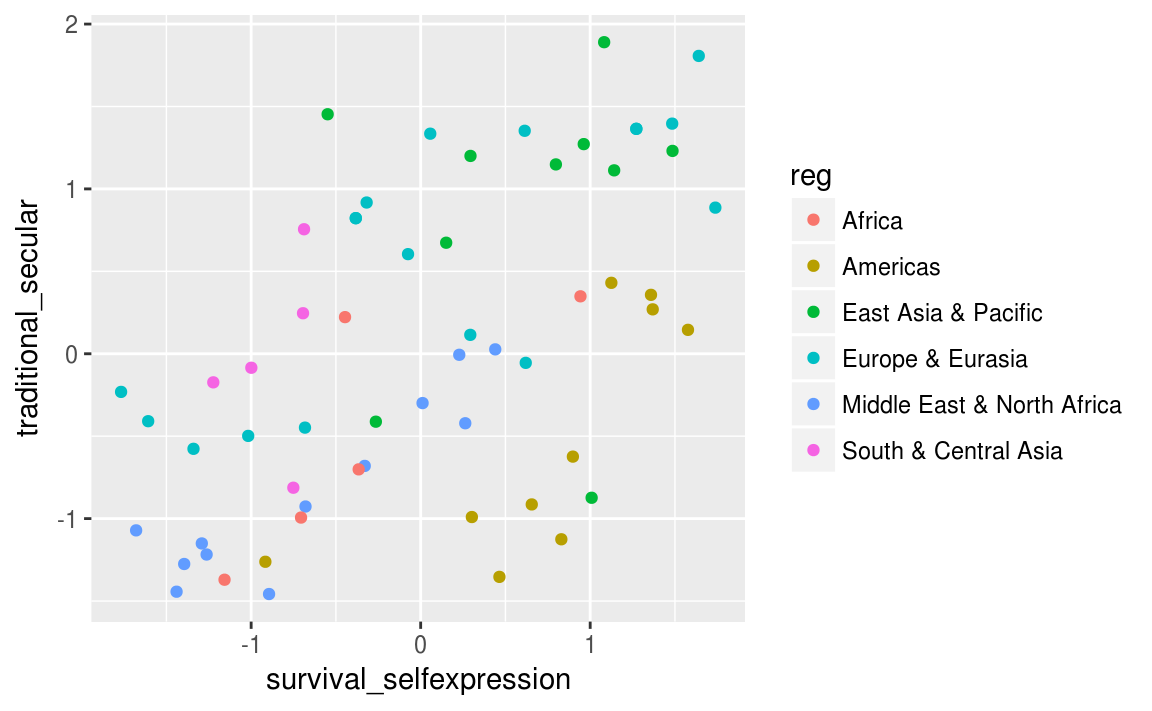 2
1
0
-1
traditional_secular
-1
0
1
survival_selfexpression
reg
Africa
Americas
East Asia & Pacific
Europe & Eurasia
Middle East & North Africa
South & Central Asia